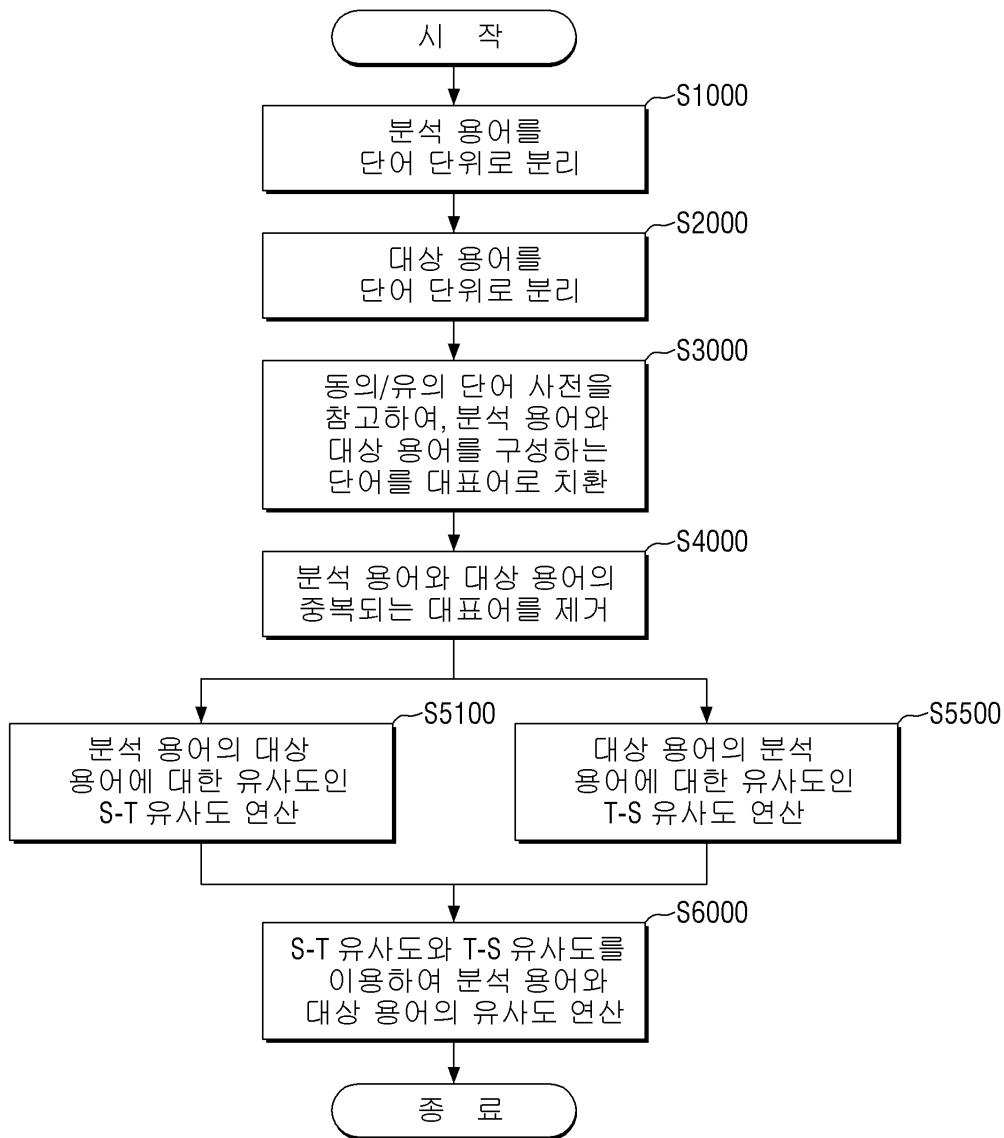 시 작
S1000
분석 용어를
단어 단위로 분리
S2000
대상 용어를
단어 단위로 분리
S3000
동의/유의 단어 사전을
참고하여, 분석 용어와
대상 용어를 구성하는
단어를 대표어로 치환
S4000
분석 용어와 대상 용어의
중복되는 대표어를 제거
S5100
분석 용어의 대상
용어에 대한 유사도인
S-T 유사도 연산
S5500
대상 용어의 분석
용어에 대한 유사도인
T-S 유사도 연산
S6000
S-T 유사도와 T-S 유사도를
이용하여 분석 용어와
대상 용어의 유사도 연산
종 료